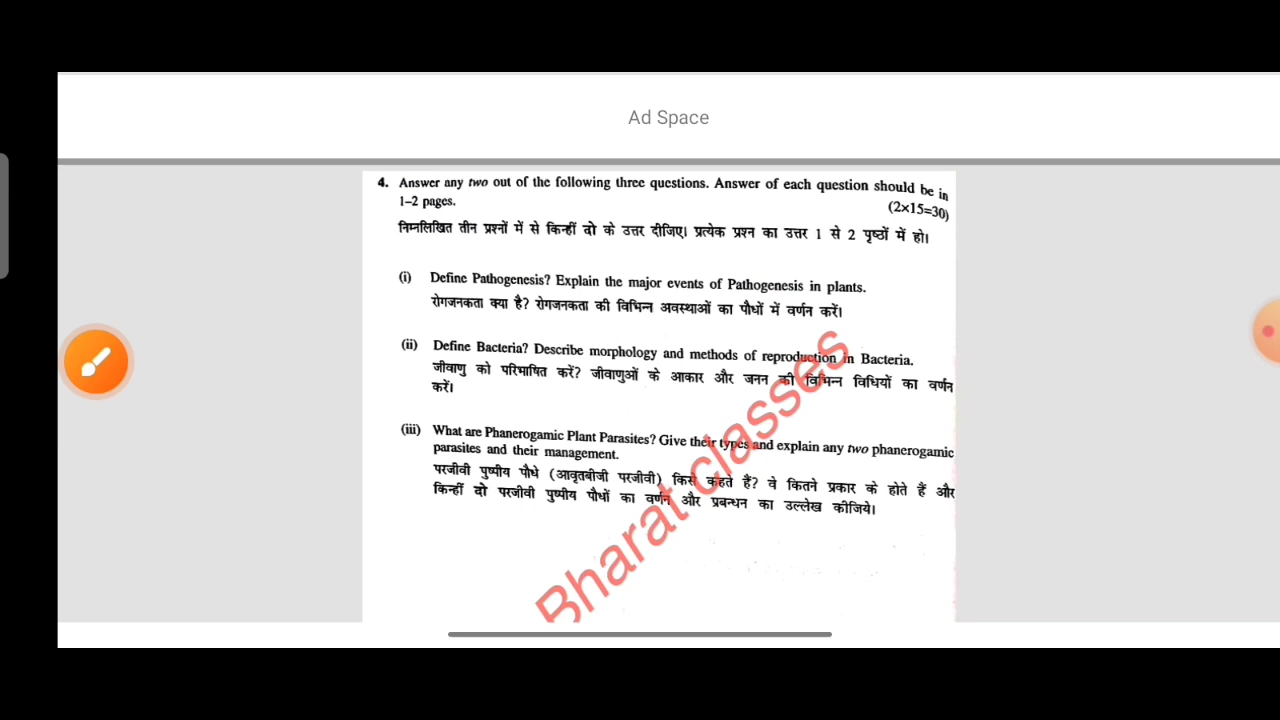 Ad Space
4. Answer any two out of the following three questions. Answer of each question should be in
1–2 pages. (2×15=30)
निम्नलिखित तीन प्रश्नों में से किन्हीं दो के उत्तर दीजिए। प्रत्येक प्रश्न का उत्तर 1 से 2 पृष्ठों में हो।
(i) Define Pathogenesis? Explain the major events of Pathogenesis in plants.
रोगजनकता क्या है? रोगजनकता की विभिन्न अवस्थाओं का पौधों में वर्णन करें।
(ii) Define Bacteria? Describe morphology and methods of reproduction in Bacteria.
जीवाणु को परिभाषित करें? जीवाणुओं के आकार और जनन की विभिन्न विधियों का वर्णन
करें।
(iii) What are Phanerogamic Plant Parasites? Give their types and explain any two phanerogamic
parasites and their management.
परजीवी पुष्पीय पौधे (आवृतबीजी परजीवी) किसे कहते हैं? वे कितने प्रकार के होते हैं और
किन्हीं दो परजीवी पुष्पीय पौधों का वर्णन और प्रबन्धन का उल्लेख कीजिये।
Bharat classes